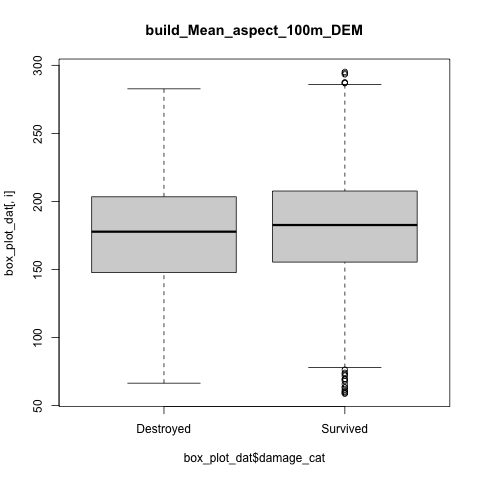 build_Mean_aspect_100m_DEM
box_plot_dat[, i]
300
250
200
150
100
50
Destroyed
Survived
box_plot_dat$damage_cat